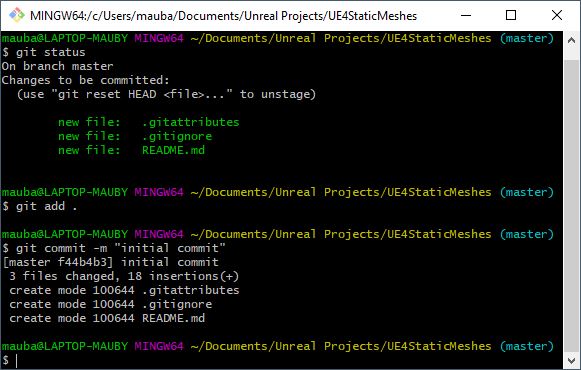 MINGW64:/c/Users/mauba/Documents/Unreal Projects/UE4StaticMeshes
mauba@LAPTOP-MAUBY MINGW64 ~/Documents/Unreal Projects/UE4StaticMeshes (master)
$ git status
On branch master
Changes to be committed:
  (use "git reset HEAD <file>..." to unstage)
        new file:   .gitattributes
        new file:   .gitignore
        new file:   README.md
mauba@LAPTOP-MAUBY MINGW64 ~/Documents/Unreal Projects/UE4StaticMeshes (master)
$ git add .
mauba@LAPTOP-MAUBY MINGW64 ~/Documents/Unreal Projects/UE4StaticMeshes (master)
$ git commit -m "initial commit"
[master f44b4b3] initial commit
 3 files changed, 18 insertions(+)
 create mode 100644 .gitattributes
 create mode 100644 .gitignore
 create mode 100644 README.md
mauba@LAPTOP-MAUBY MINGW64 ~/Documents/Unreal Projects/UE4StaticMeshes (master)
$